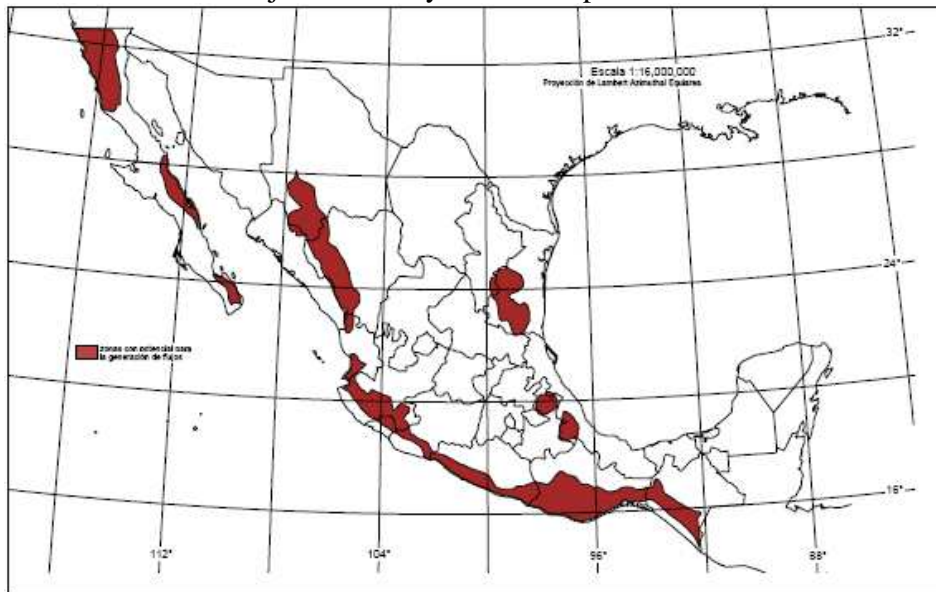 32°
Escala 1:16,000,000
Proyección de Lambert Azimuthal Equiarea
24°
zonas con potencial para
la generación de flujos
16°
112°
104°
96°
88°